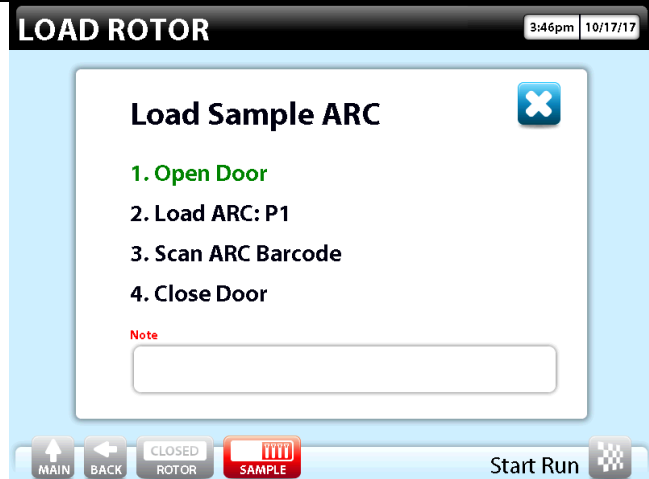 LOAD ROTOR
3:46pm 10/17/17
Load Sample ARC
1. Open Door
2. Load ARC: P1
3. Scan ARC Barcode
4. Close Door
Note
MAIN
BACK
CLOSED
ROTOR
SAMPLE
Start Run